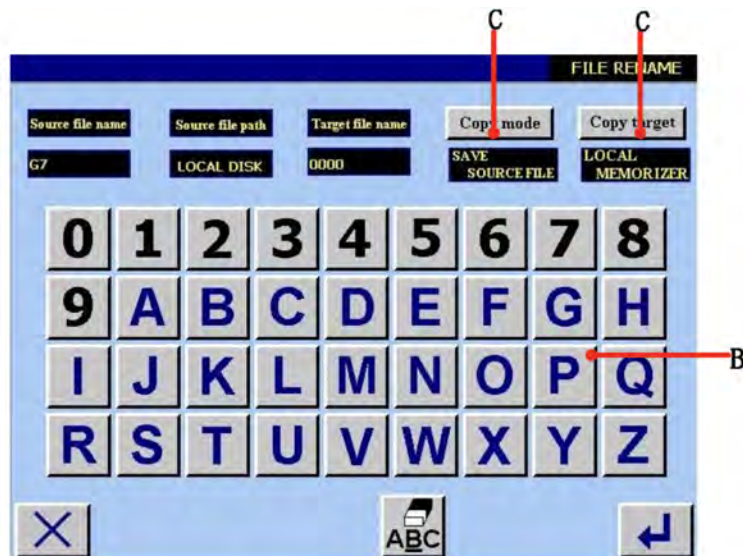 C C
FILE RENAME
Source file name Source file path Target file name Copy mode Copy target
G7 LOCAL DISK 0000 SAVE SOURCE FILE LOCAL MEMORIZER
0 1 2 3 4 5 6 7 8
9 A B C D E F G H
B
I J K L M N O P Q
R S T U V W X Y Z
ABC